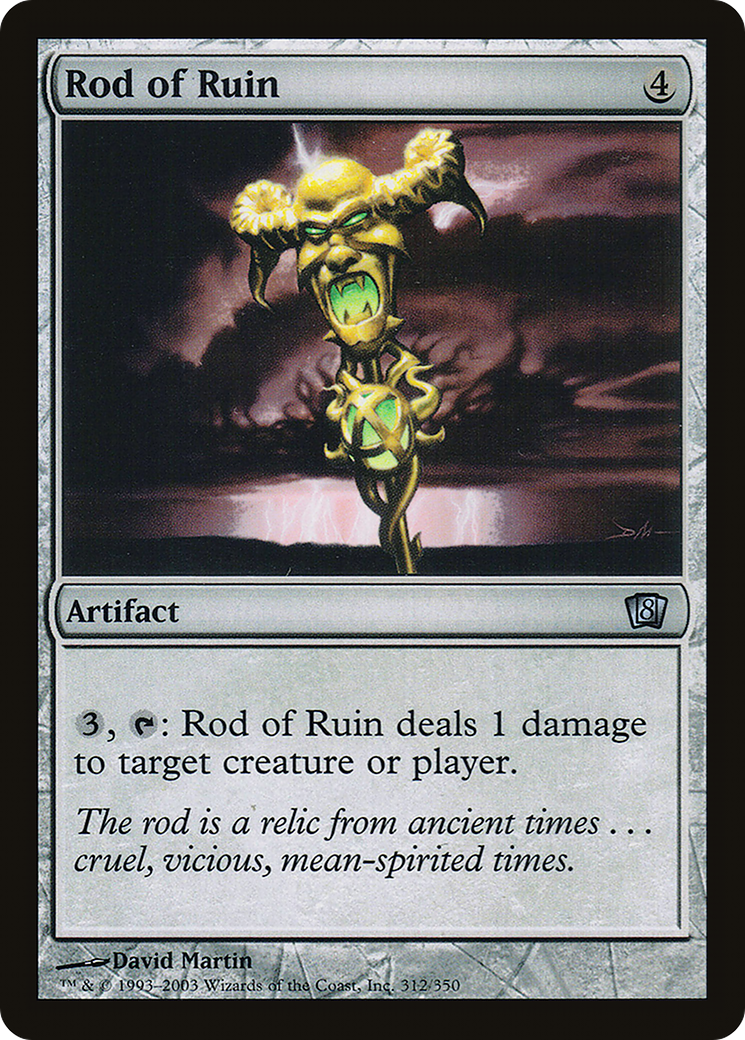 Rod of Ruin 4
DM
Artifact 8
3, : Rod of Ruin deals 1 damage
to target creature or player.
The rod is a relic from ancient times . . .
cruel, vicious, mean-spirited times.
David Martin
™ & © 1993–2003 Wizards of the Coast, Inc. 312/350